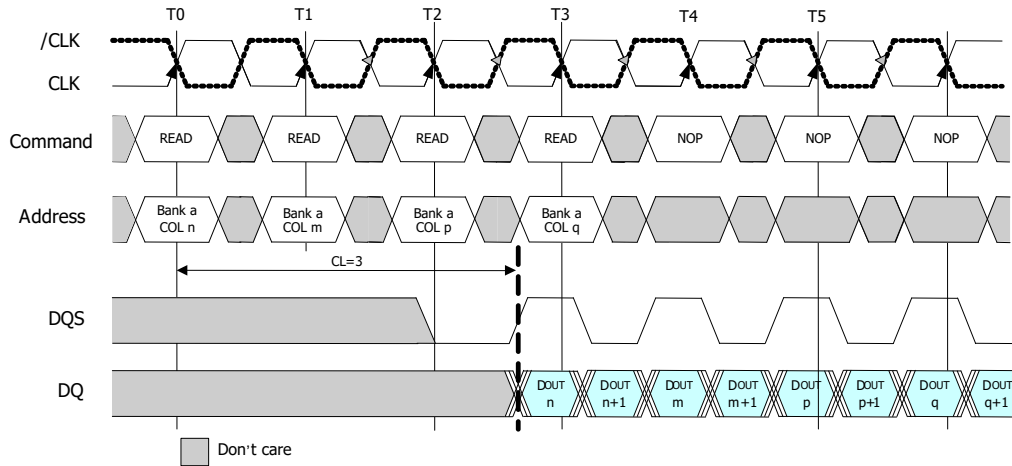 T0 T1 T2 T3 T4 T5
/CLK
CLK
Command READ READ READ READ NOP NOP NOP
Address Bank a Bank a Bank a Bank a
COL n COL m COL p COL q
CL=3
DQS
DQ DOUT DOUT DOUT DOUT DOUT DOUT DOUT DOUT
n n+1 m m+1 p p+1 q q+1
Don't care